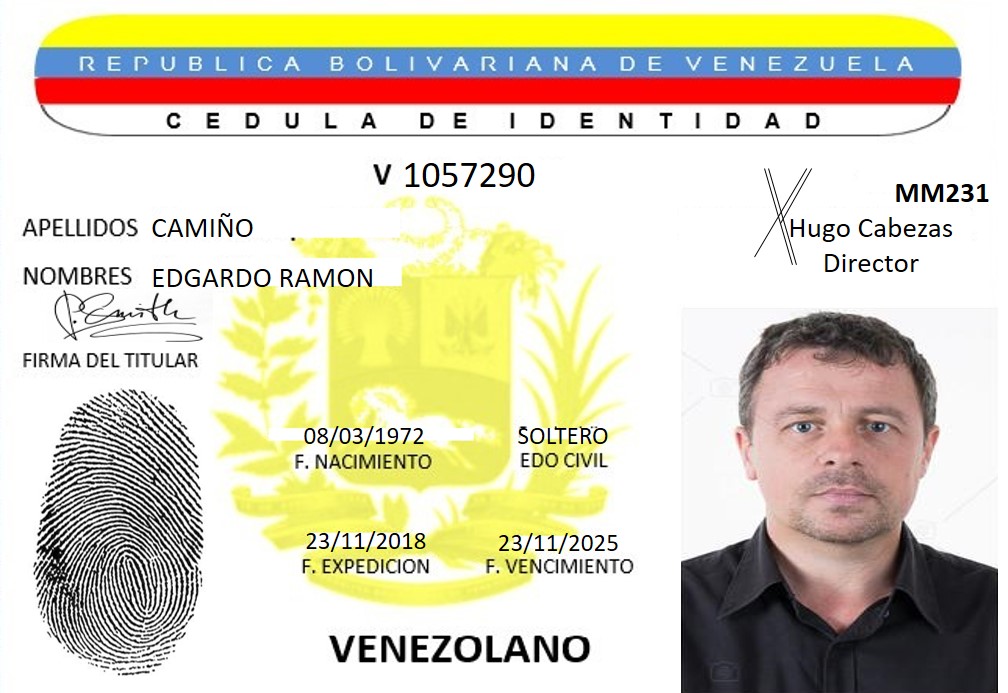 REPUBLICA BOLIVARIANA DE VENEZUELA
CEDULA DE IDENTIDAD
V 1057290
MM231
Hugo Cabezas
Director
APELLIDOS CAMIÑO
NOMBRES EDGARDO RAMON
FIRMA DEL TITULAR
08/03/1972
F. NACIMIENTO
SOLTERO
EDO CIVIL
23/11/2018
F. EXPEDICION
23/11/2025
F. VENCIMIENTO
VENEZOLANO